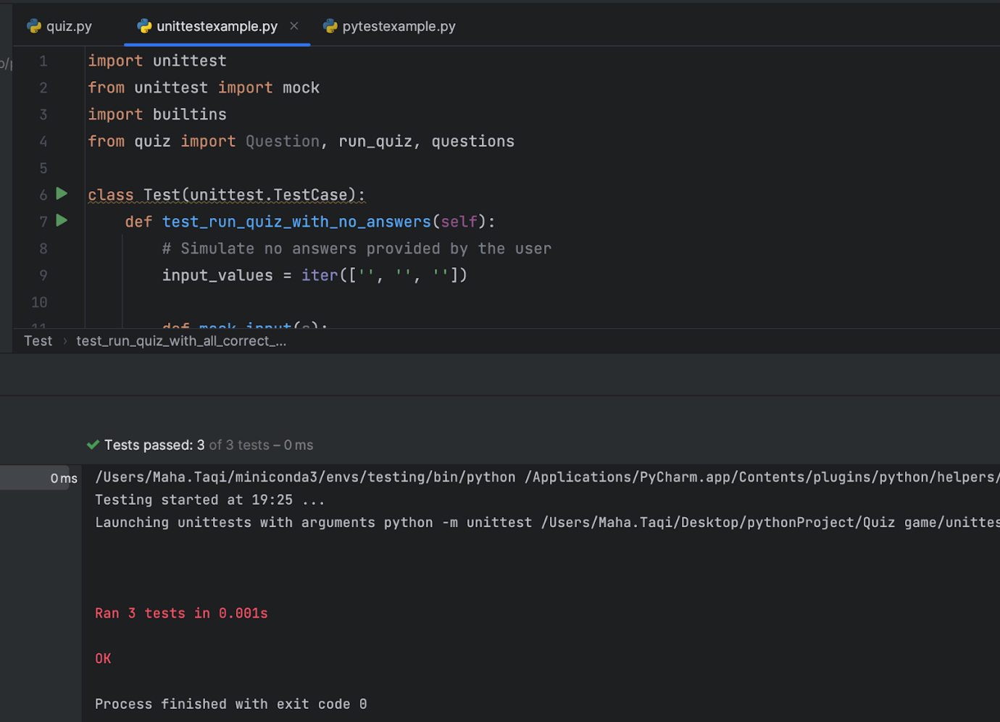 quiz.py unittestexample.py × pytestexample.py
1 import unittest
2 from unittest import mock
3 import builtins
4 from quiz import Question, run_quiz, questions
5
6 class Test(unittest.TestCase):
7 def test_run_quiz_with_no_answers(self):
8 # Simulate no answers provided by the user
9 input_values = iter(['', '', ''])
10
11 def mock_input(s):
Test › test_run_quiz_with_all_correct_...
Tests passed: 3 of 3 tests – 0 ms
0 ms /Users/Maha.Taqi/miniconda3/envs/testing/bin/python /Applications/PyCharm.app/Contents/plugins/python/helpers/
Testing started at 19:25 ...
Launching unittests with arguments python -m unittest /Users/Maha.Taqi/Desktop/pythonProject/Quiz game/unittes
Ran 3 tests in 0.001s
OK
Process finished with exit code 0